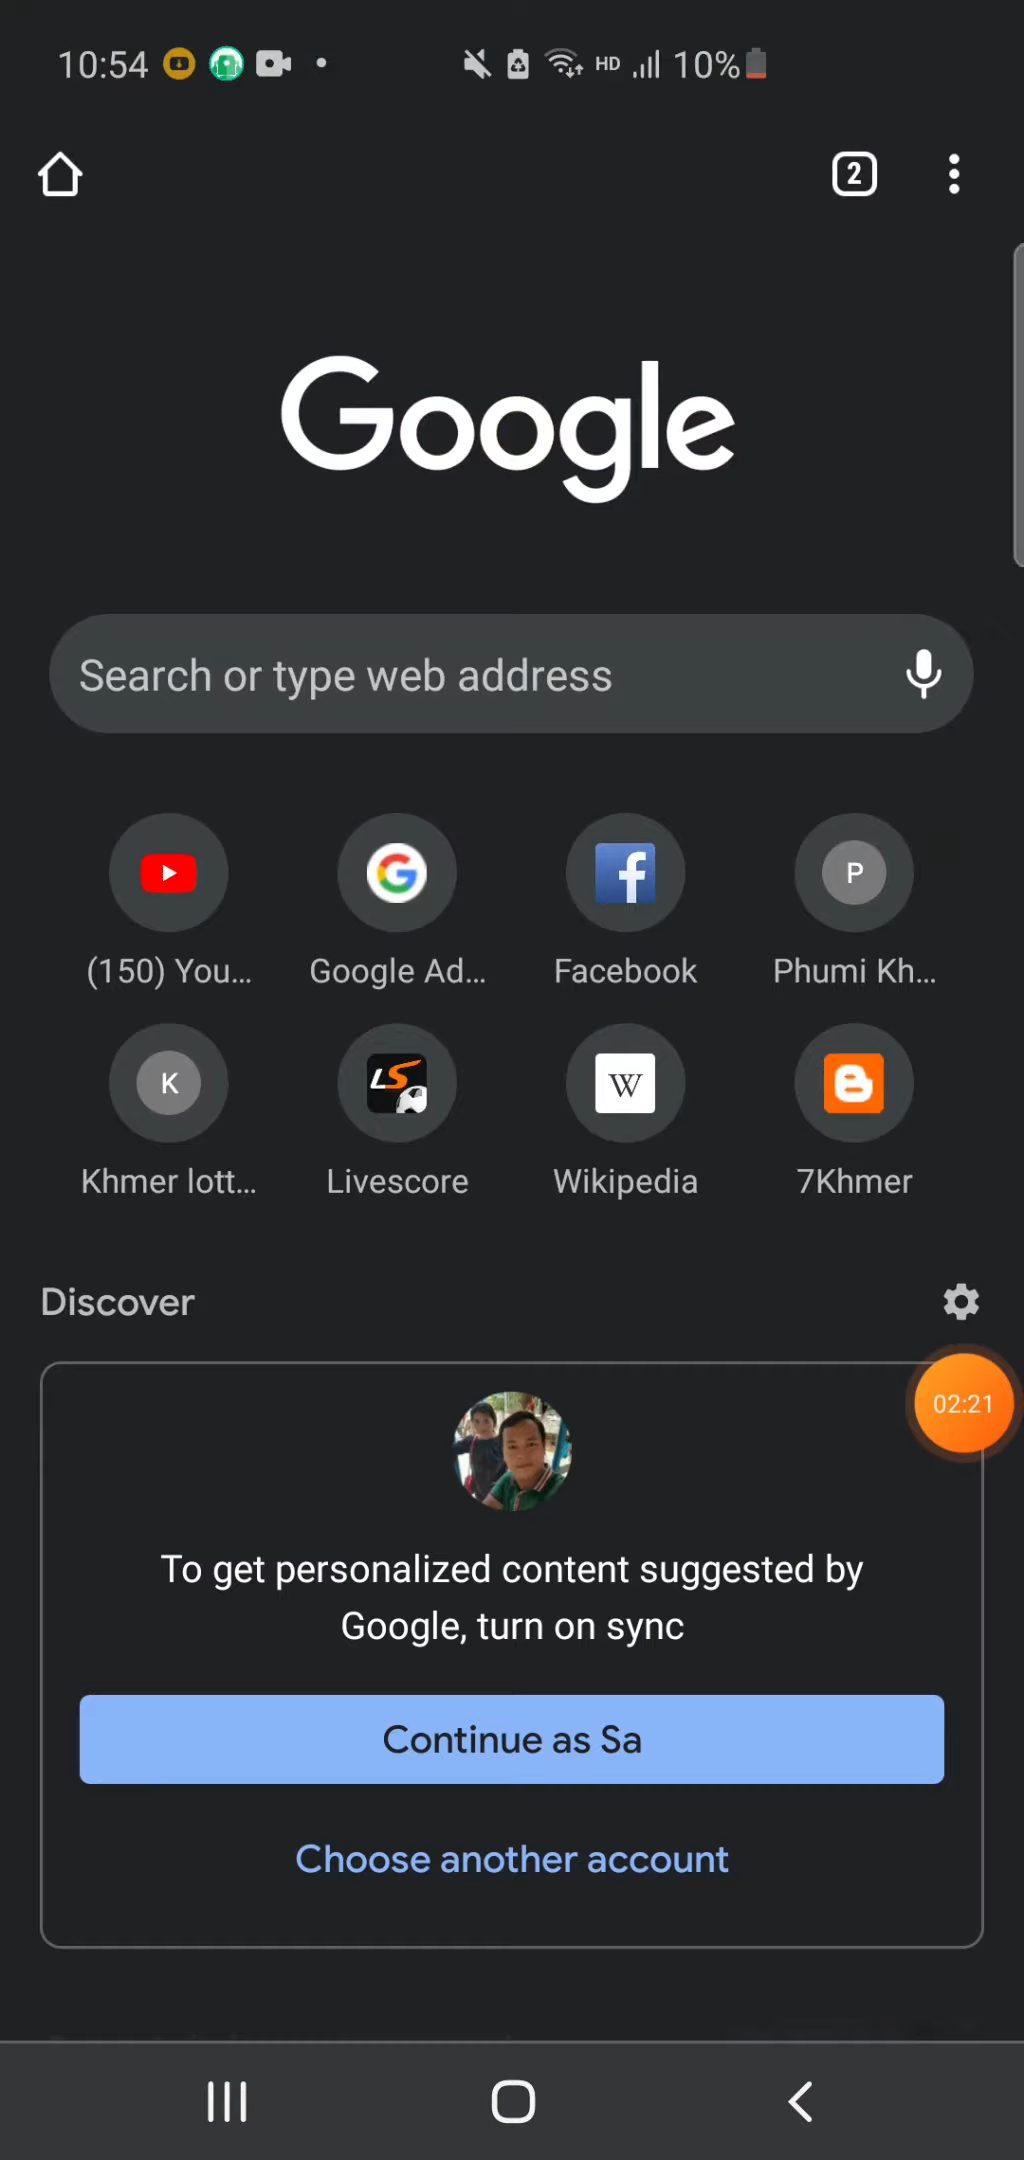 10:54 HD 10%
2
Google
Search or type web address
P
(150) You... Google Ad... Facebook Phumi Kh...
K LS W
Khmer lott... Livescore Wikipedia 7Khmer
Discover
02:21
To get personalized content suggested by
Google, turn on sync
Continue as Sa
Choose another account